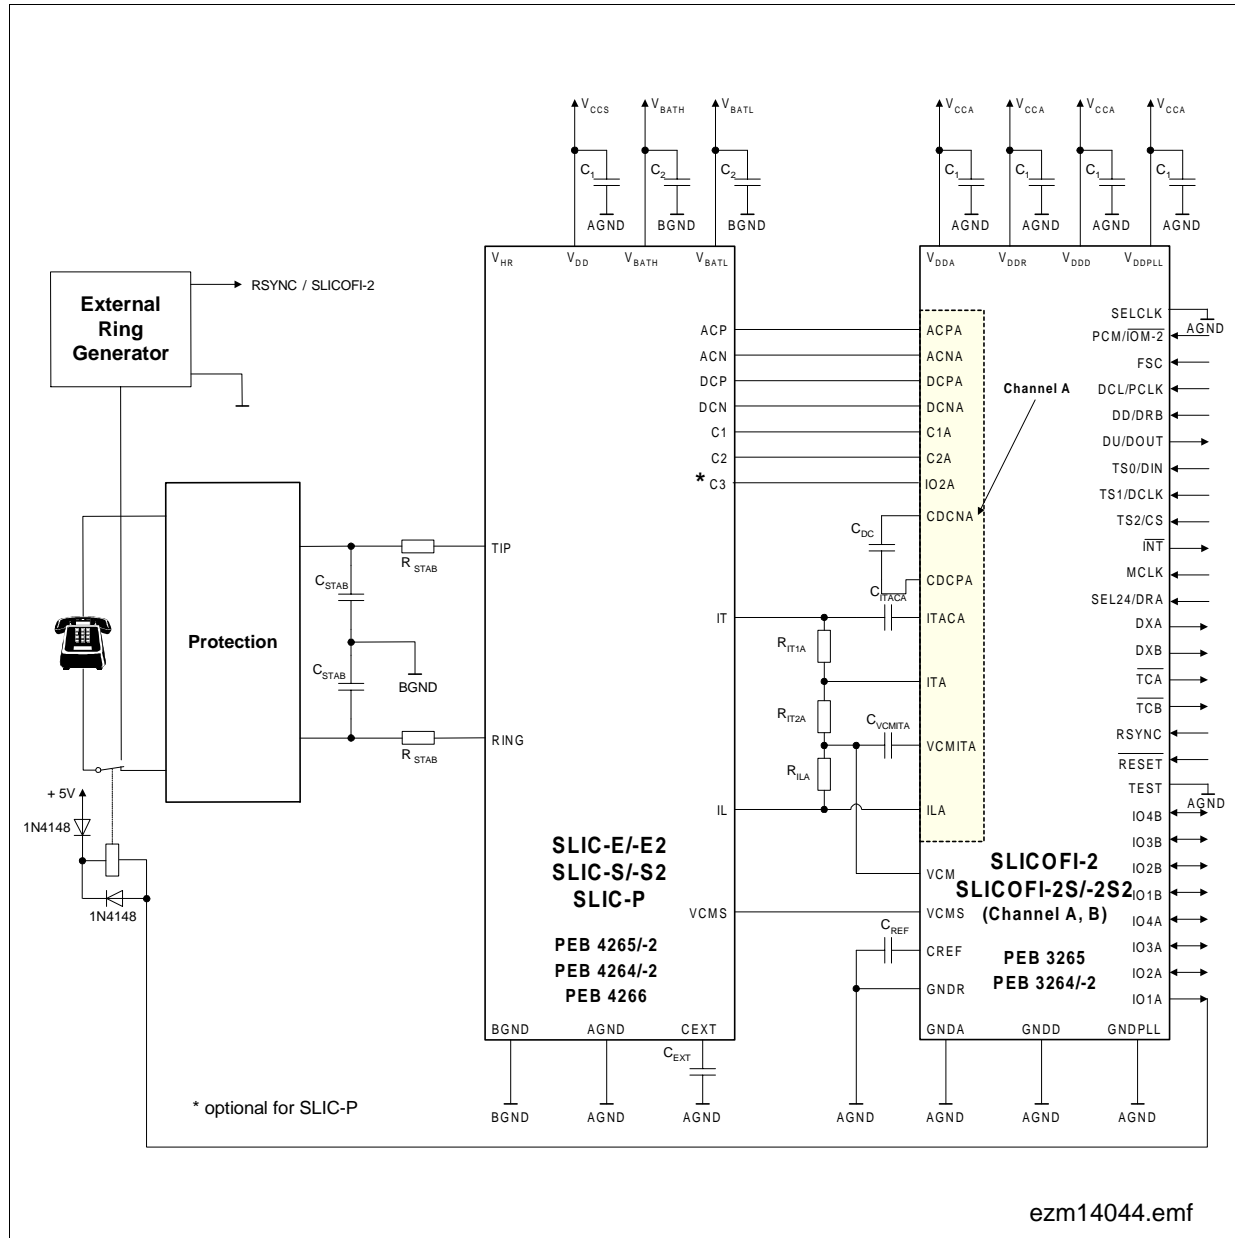 VCCS VBATH VBATL VCCA VCCA VCCA VCCA
C1 C2 C2 C1 C1 C1 C1
AGND BGND BGND AGND AGND AGND AGND
VHR VDD VBATH VBATL
VDDA VDDR VDDD VDDPLL
External
Ring
Generator
RSYNC / SLICOFI-2
Protection
+ 5V
1N4148
1N4148
CSTAB
CSTAB
BGND
RSTAB
RSTAB
TIP
RING
ACP
ACN
DCP
DCN
C1
C2
* C3
IT
IL
VCMS
SLIC-E/-E2
SLIC-S/-S2
SLIC-P
PEB 4265/-2
PEB 4264/-2
PEB 4266
BGND AGND CEXT
CEXT
BGND AGND AGND
CDC
CITACA
RIT1A
RIT2A
CVCMITA
RILA
CREF
ACPA
ACNA
DCPA
DCNA
C1A
C2A
IO2A
CDCNA
CDCPA
ITACA
ITA
VCMITA
ILA
VCM
VCMS
CREF
GNDR
Channel A
SLICOFI-2
SLICOFI-2S/-2S2
(Channel A, B)
PEB 3265
PEB 3264/-2
SELCLK
AGND
PCM/IOM-2
FSC
DCL/PCLK
DD/DRB
DU/DOUT
TS0/DIN
TS1/DCLK
TS2/CS
INT
MCLK
SEL24/DRA
DXA
DXB
TCA
TCB
RSYNC
RESET
TEST
AGND
IO4B
IO3B
IO2B
IO1B
IO4A
IO3A
IO2A
IO1A
GNDA GNDD GNDPLL
AGND AGND AGND AGND
* optional for SLIC-P
ezm14044.emf